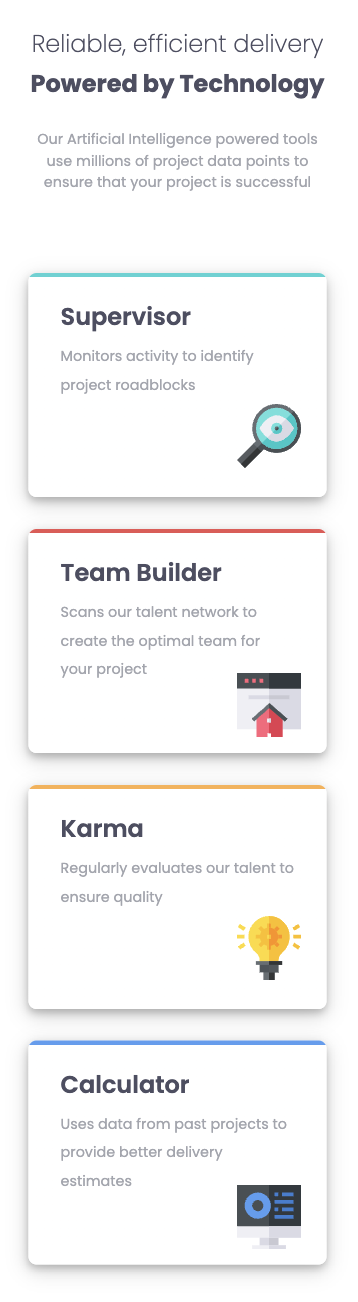 Reliable, efficient delivery
Powered by Technology
Our Artificial Intelligence powered tools
use millions of project data points to
ensure that your project is successful
Supervisor
Monitors activity to identify
project roadblocks
Team Builder
Scans our talent network to
create the optimal team for
your project
Karma
Regularly evaluates our talent to
ensure quality
Calculator
Uses data from past projects to
provide better delivery
estimates